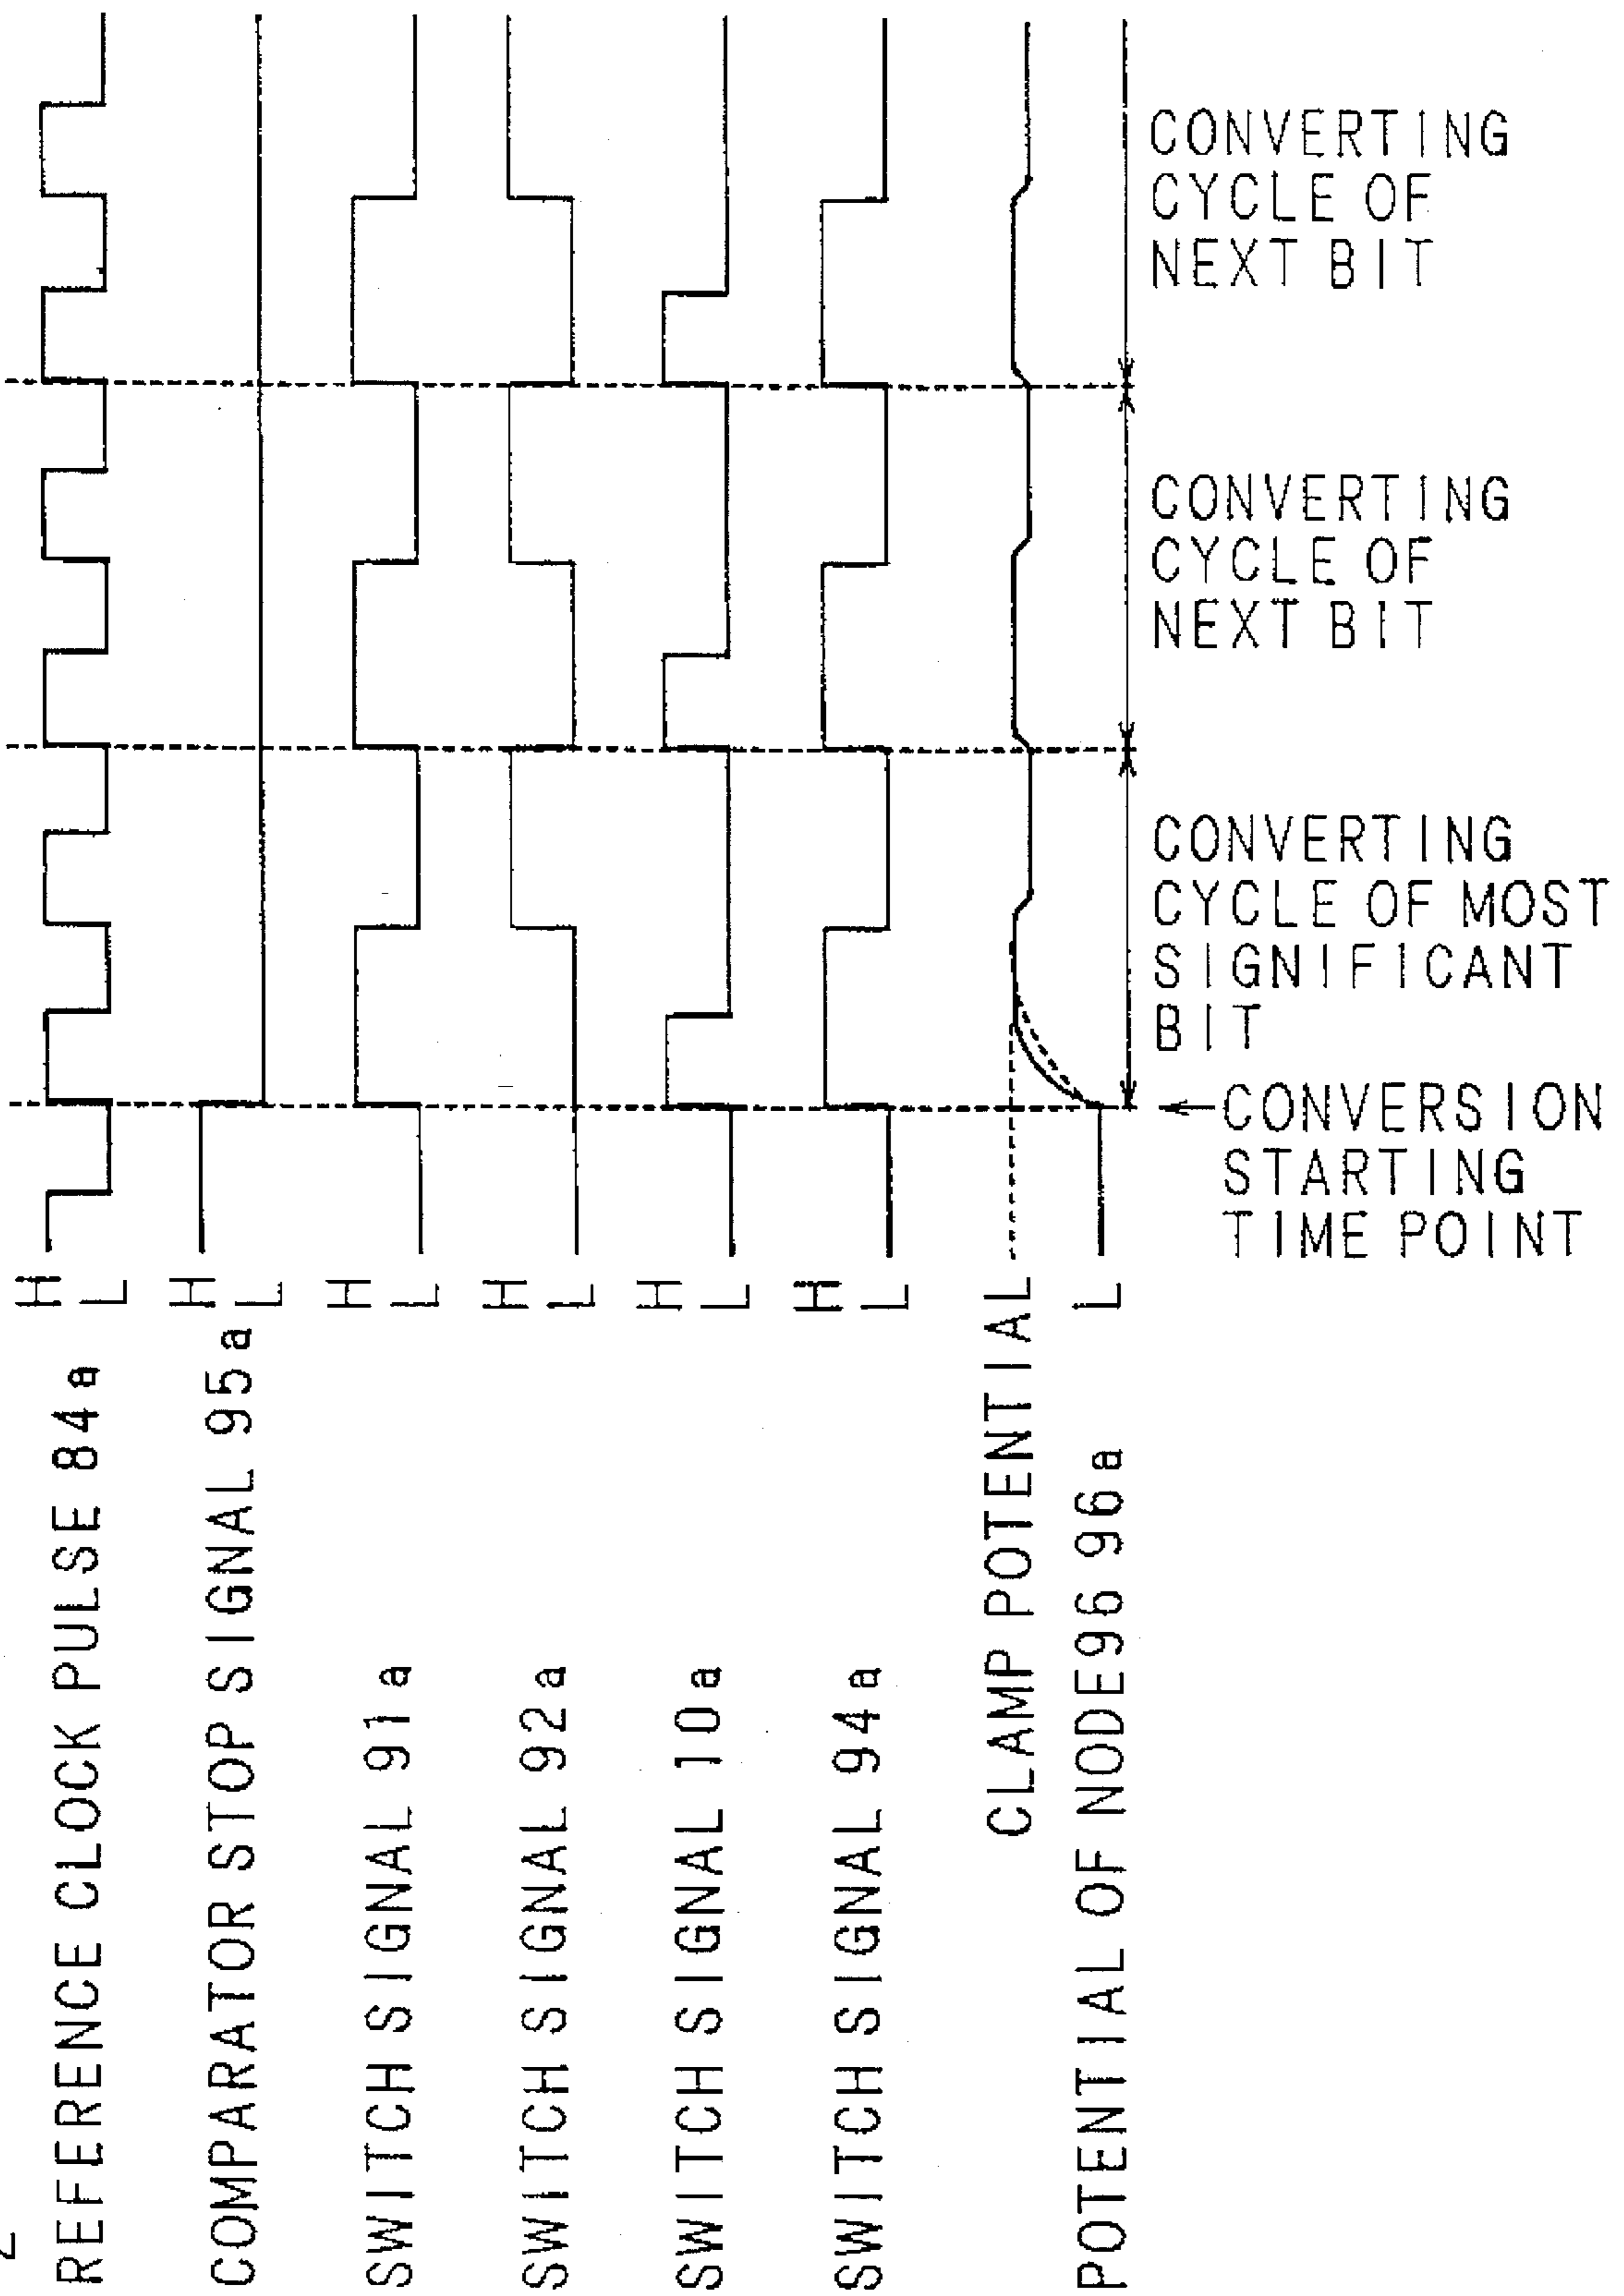 REFERENCE CLOCK PULSE 84a
H
L
COMPARATOR STOP SIGNAL 95a
H
L
SWITCH SIGNAL 91a
H
L
SWITCH SIGNAL 92a
H
L
SWITCH SIGNAL 10a
H
L
SWITCH SIGNAL 94a
H
L
CLAMP POTENTIAL
POTENTIAL OF NODE96 96a
L
CONVERSION
STARTING
TIME POINT
CONVERTING
CYCLE OF MOST
SIGNIFICANT
BIT
CONVERTING
CYCLE OF
NEXT BIT
CONVERTING
CYCLE OF
NEXT BIT